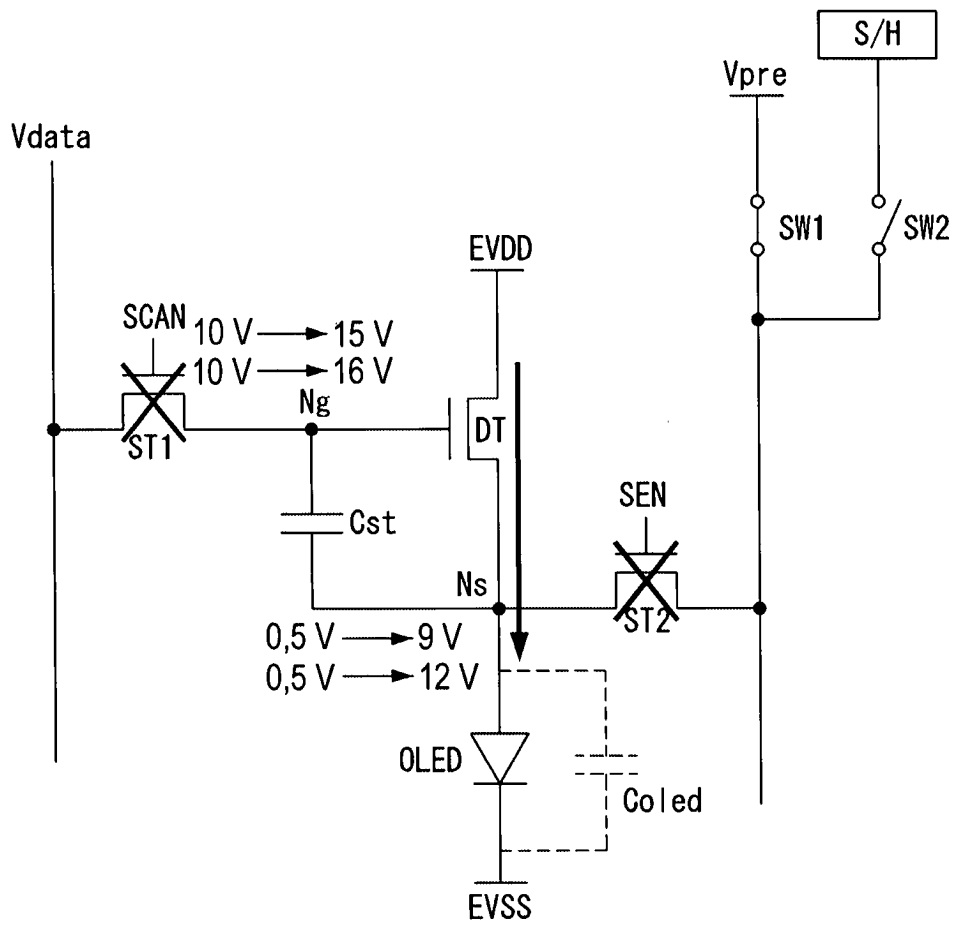 S/H
Vpre
Vdata
SW1
SW2
EVDD
SCAN
10 V → 15 V
10 V → 16 V
Ng
DT
ST1
SEN
Cst
Ns
ST2
0,5 V → 9 V
0,5 V → 12 V
OLED
Coled
EVSS